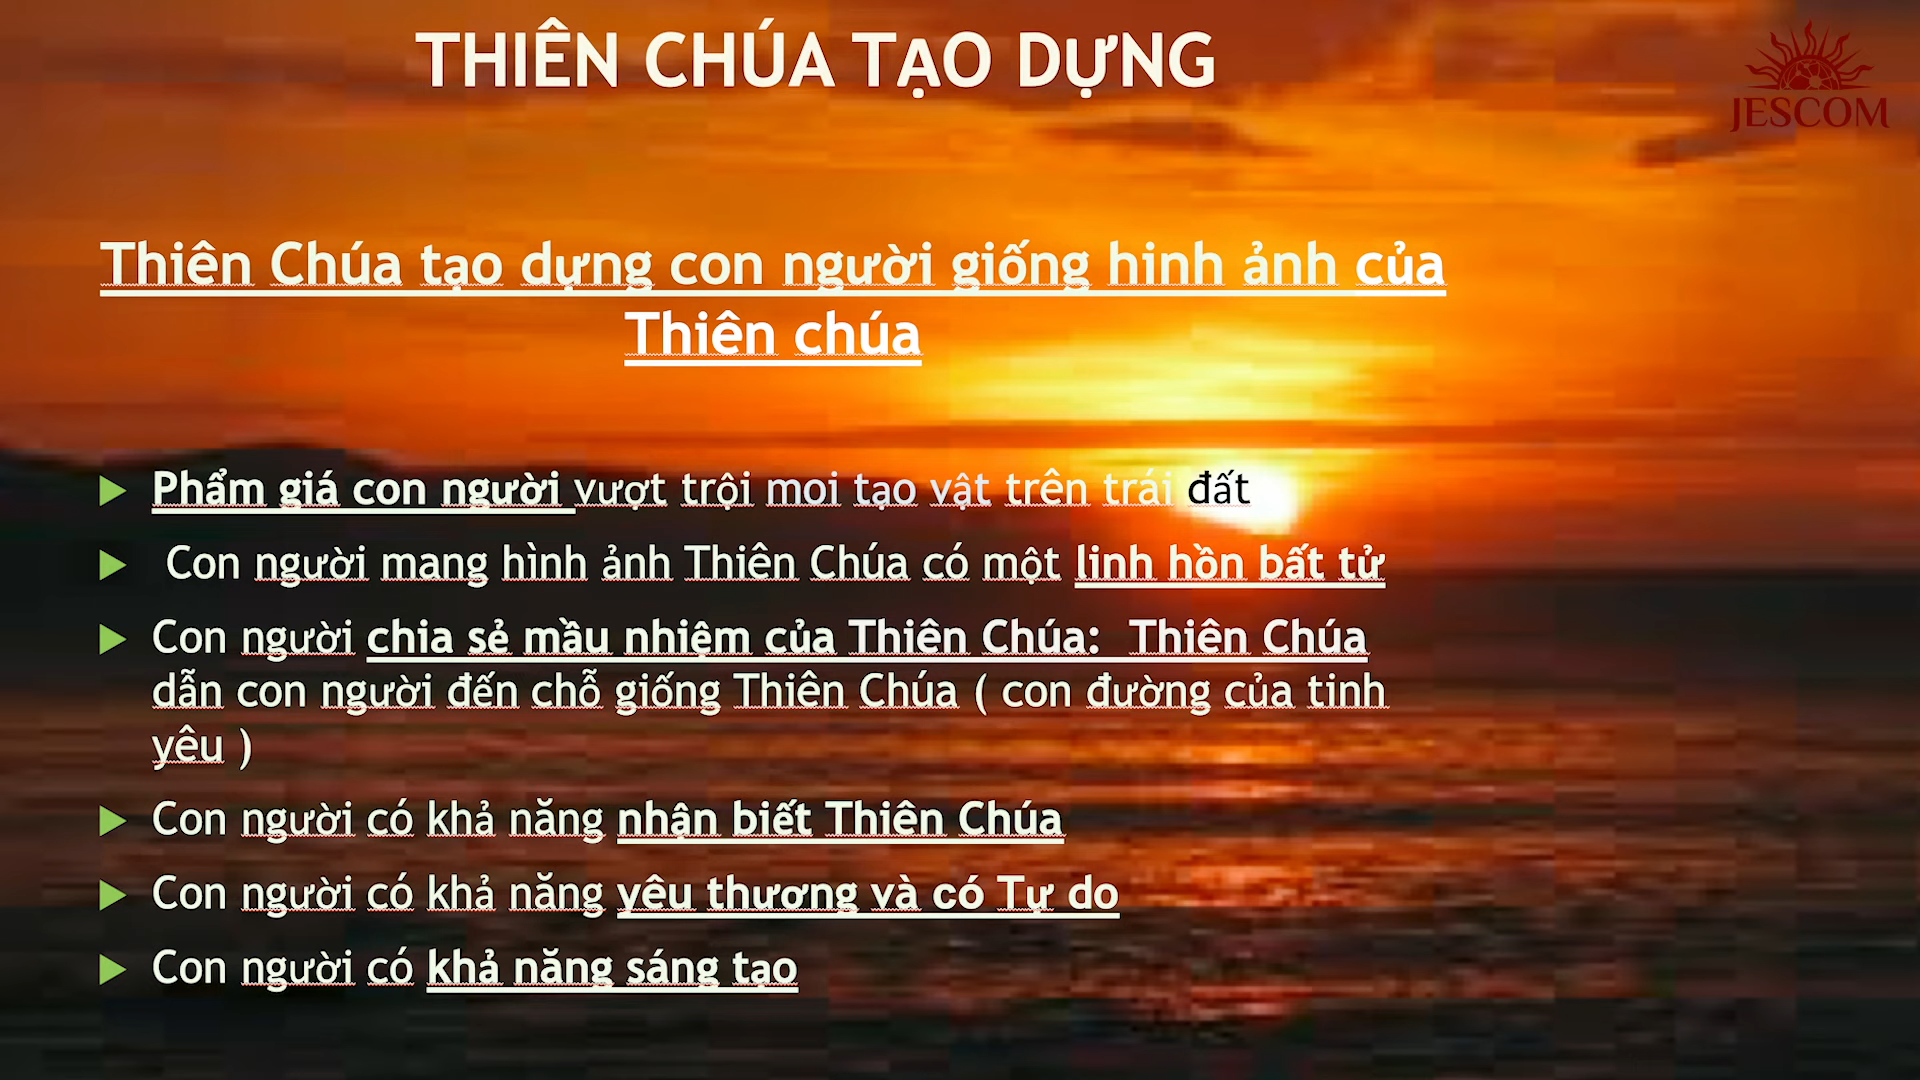 THIÊN CHÚA TẠO DỰNG
JESCOM
Thiên Chúa tạo dựng con người giống hinh ảnh của
Thiên chúa
Phẩm giá con người vượt trội moi tạo vật trên trái đất
Con người mang hình ảnh Thiên Chúa có một linh hồn bất tử
Con người chia sẻ mầu nhiệm của Thiên Chúa: Thiên Chúa
dẫn con người đến chỗ giống Thiên Chúa ( con đường của tinh
yêu )
Con người có khả năng nhận biết Thiên Chúa
Con người có khả năng yêu thương và có Tự do
Con người có khả năng sáng tạo